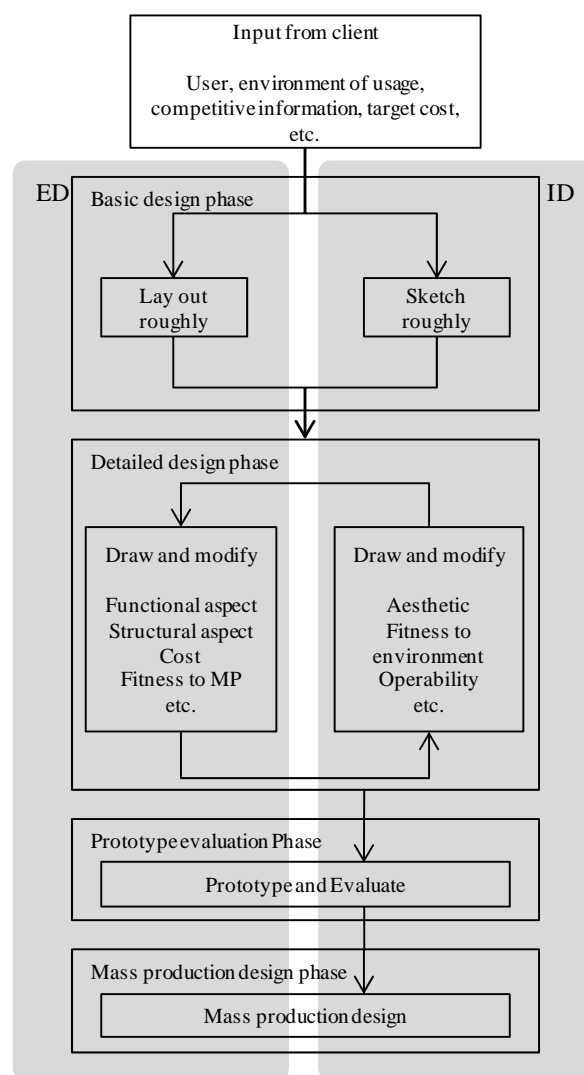 Input from client
User, environment of usage,
competitive information, target cost,
etc.
ED
ID
Basic design phase
Lay out
roughly
Sketch
roughly
Detailed design phase
Draw and modify
Functional aspect
Structural aspect
Cost
Fitness to MP
etc.
Draw and modify
Aesthetic
Fitness to
environment
Operability
etc.
Prototype evaluation Phase
Prototype and Evaluate
Mass production design phase
Mass production design